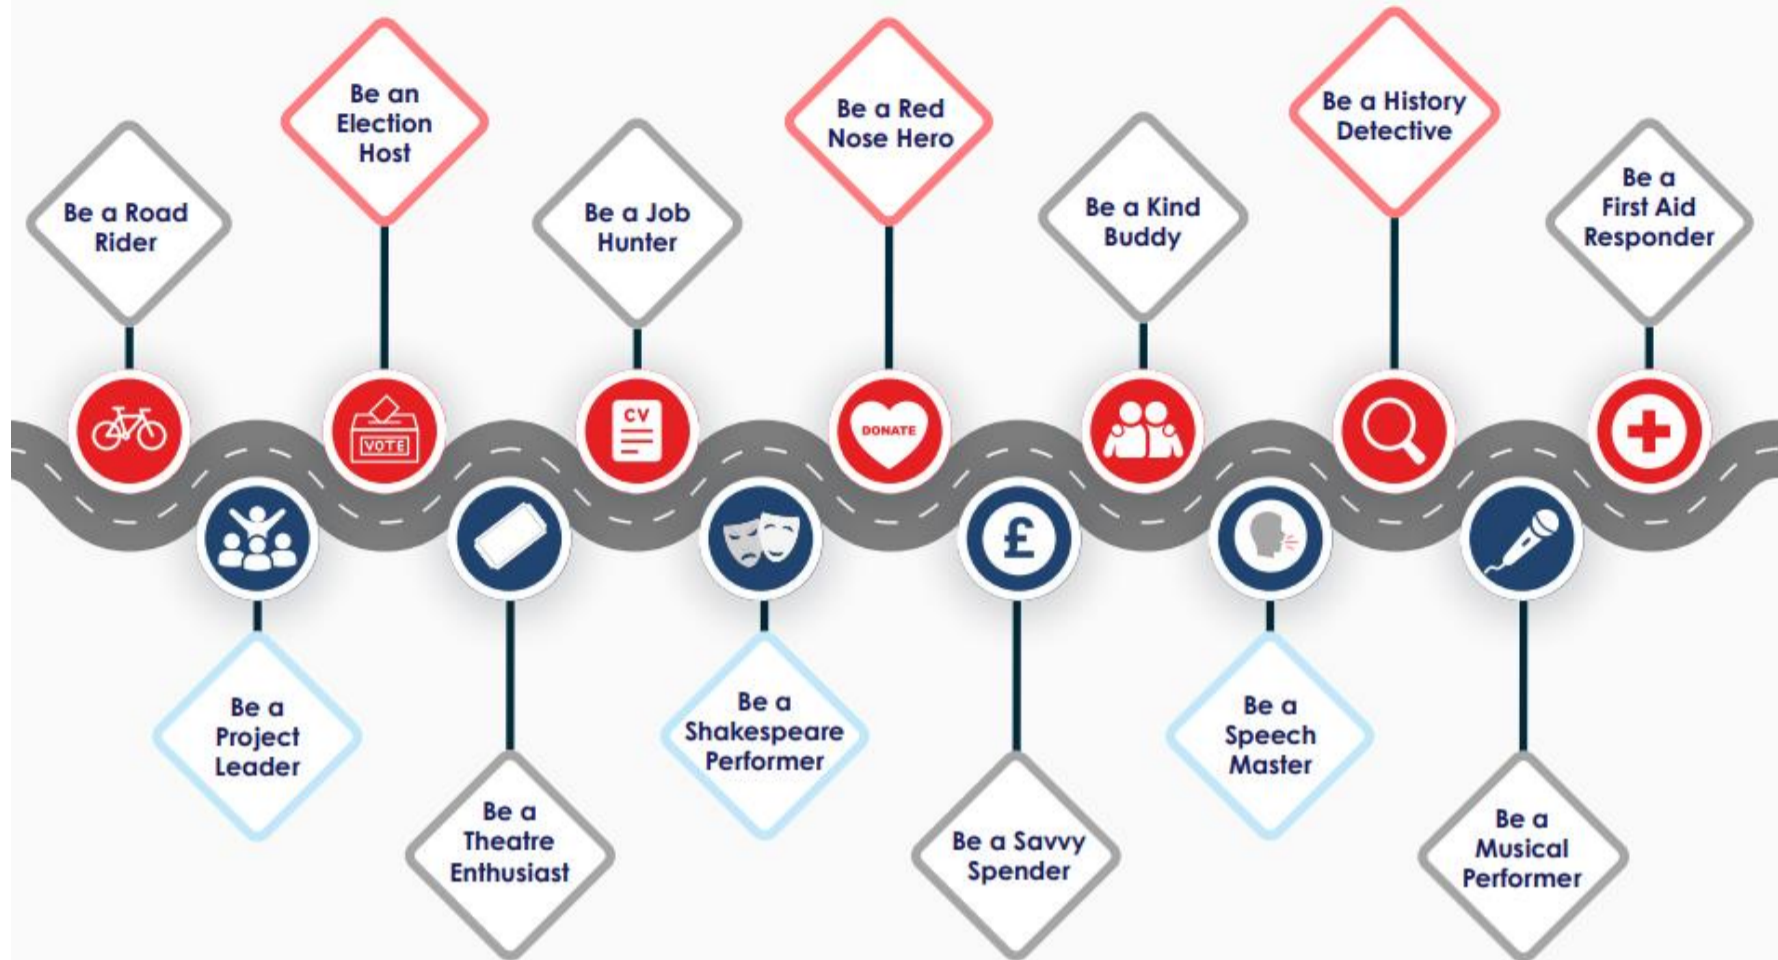 Be a Road
Rider
Be an
Election
Host
Be a Job
Hunter
Be a Red
Nose Hero
Be a Kind
Buddy
Be a History
Detective
Be a
First Aid
Responder
VOTE
CV
DONATE
£
Be a
Project
Leader
Be a
Theatre
Enthusiast
Be a
Shakespeare
Performer
Be a Savvy
Spender
Be a
Speech
Master
Be a
Musical
Performer